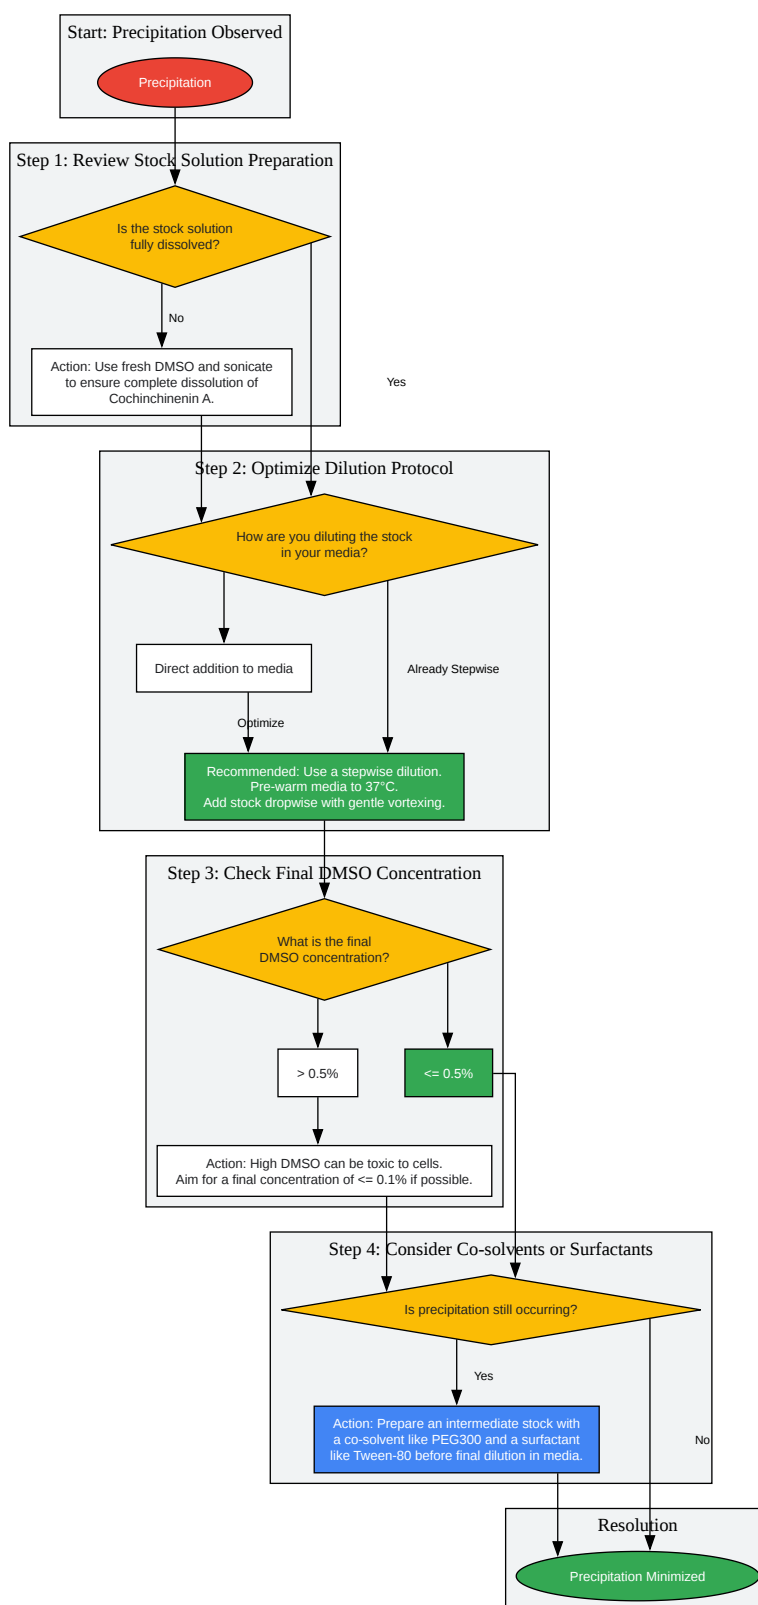 Start: Precipitation Observed
Precipitation
Step 1: Review Stock Solution Preparation
Is the stock solution
fully dissolved?
No
Action: Use fresh DMSO and sonicate
to ensure complete dissolution of
Cochinchinenin A.
Yes
Step 2: Optimize Dilution Protocol
How are you diluting the stock
in your media?
Direct addition to media
Already Stepwise
Optimize
Recommended: Use a stepwise dilution.
Pre-warm media to 37°C.
Add stock dropwise with gentle vortexing.
Step 3: Check Final DMSO Concentration
What is the final
DMSO concentration?
> 0.5%
<= 0.5%
Action: High DMSO can be toxic to cells.
Aim for a final concentration of <= 0.1% if possible.
Step 4: Consider Co-solvents or Surfactants
Is precipitation still occurring?
Yes
Action: Prepare an intermediate stock with
a co-solvent like PEG300 and a surfactant
like Tween-80 before final dilution in media.
No
Resolution
Precipitation Minimized